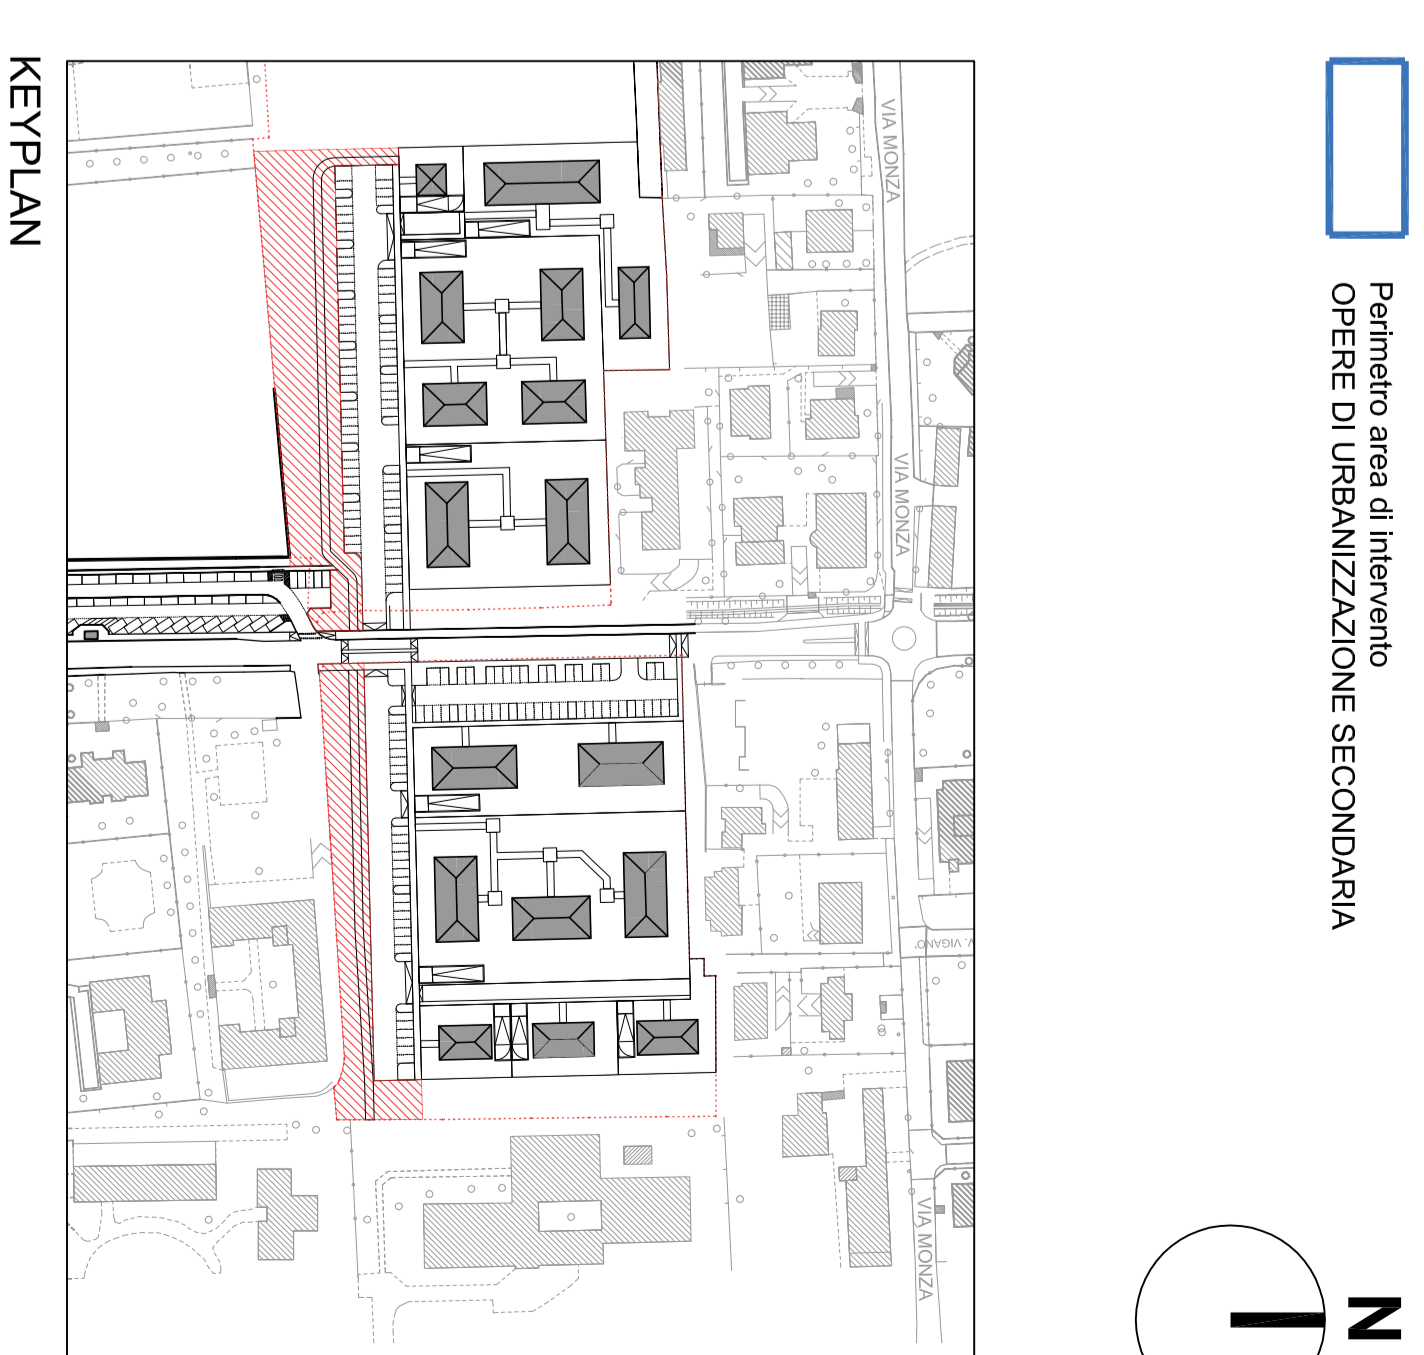 Perimetro area di intervento
OPERE DI URBANIZZAZIONE SECONDARIA
N
VIA MONZA
VIA MONZA
V. VIGANO'
VIA MONZA
KEYPLAN